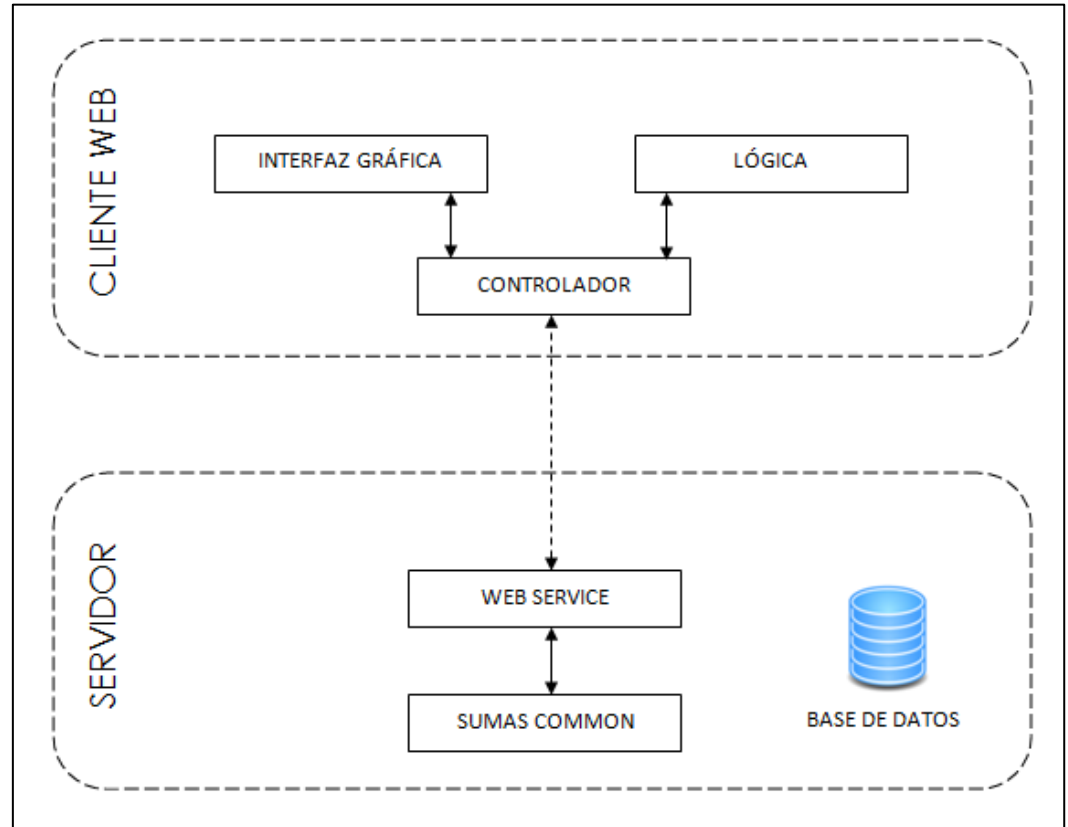 CLIENTE WEB
INTERFAZ GRÁFICA
LÓGICA
CONTROLADOR
SERVIDOR
WEB SERVICE
SUMAS COMMON
BASE DE DATOS